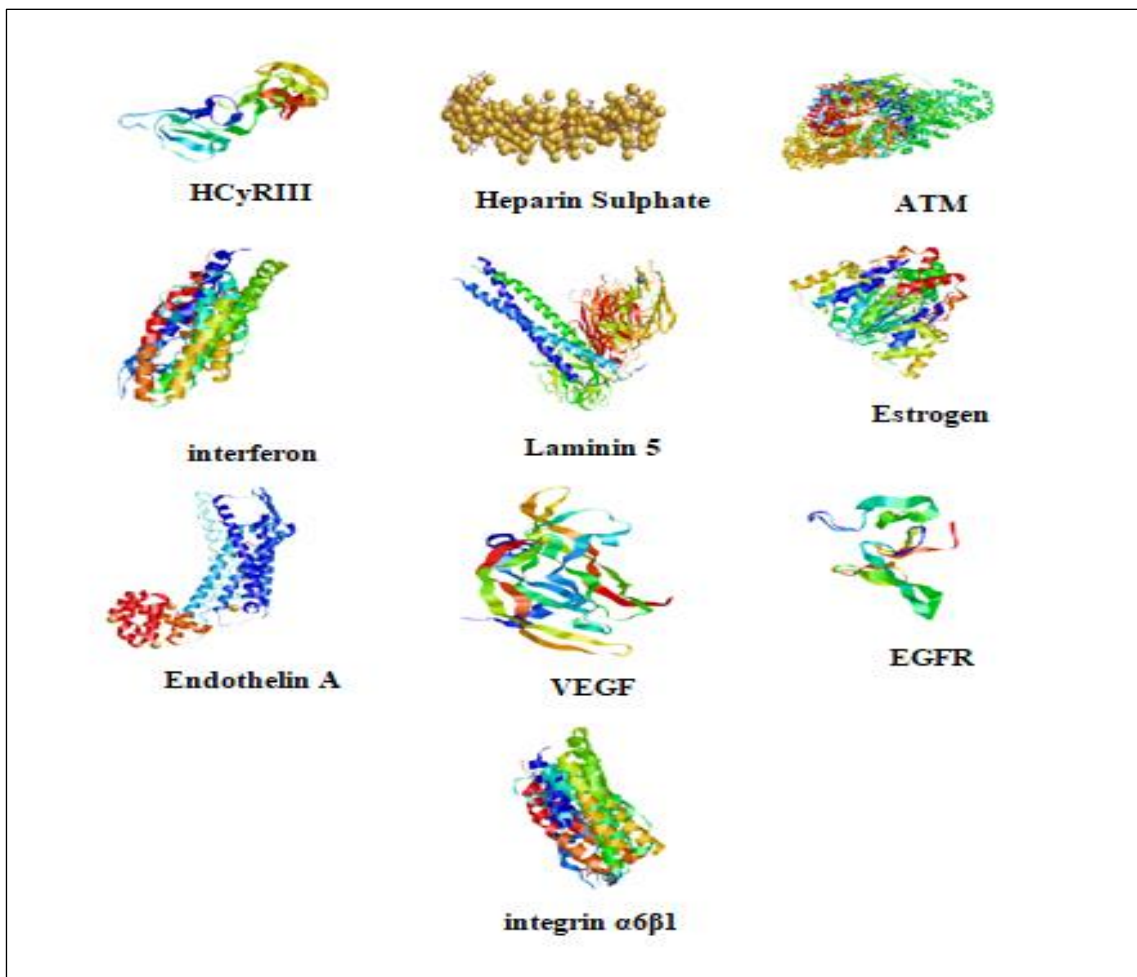 HCyRIII
Heparin Sulphate
ATM
interferon
Laminin 5
Estrogen
Endothelin A
VEGF
EGFR
integrin α6β1